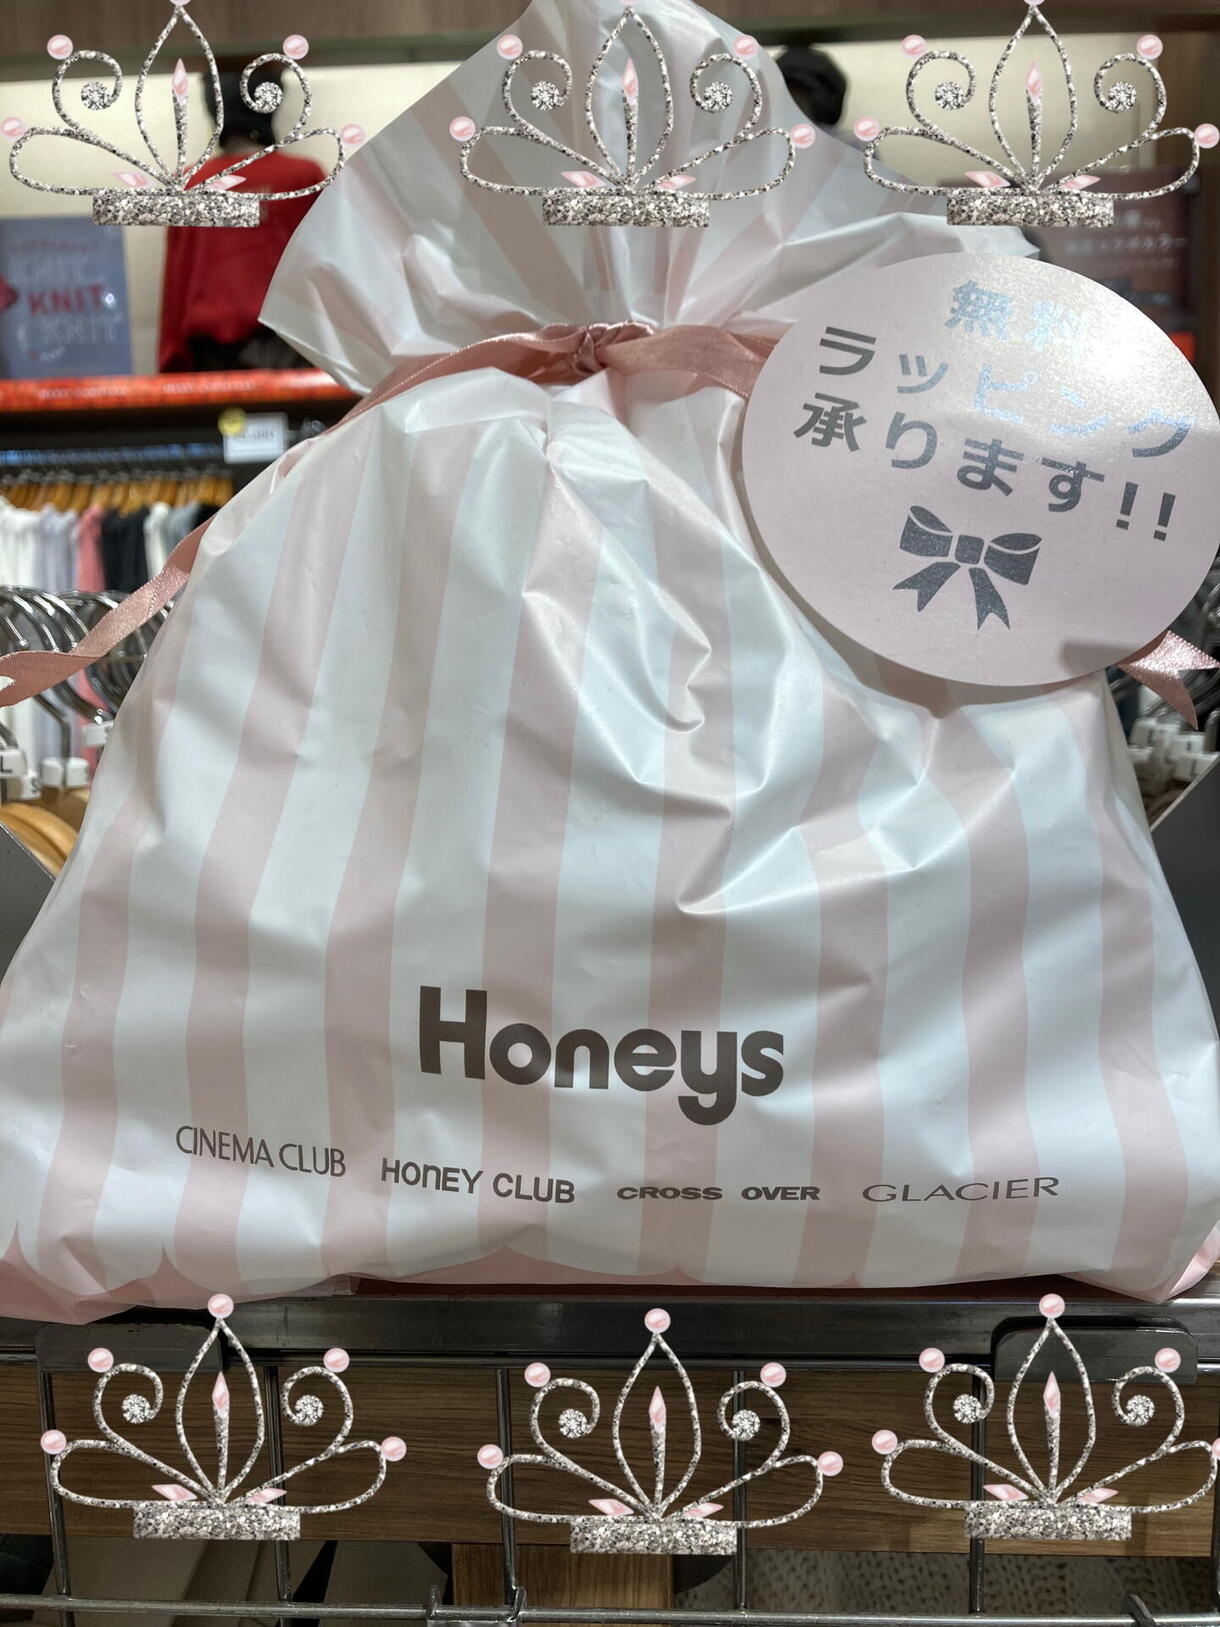 KNIT
KNIT
KNIT
無料
ラッピング
承ります!!
Honeys
CINEMA CLUB
HONEY CLUB
CROSS OVER
GLACIER
L
S